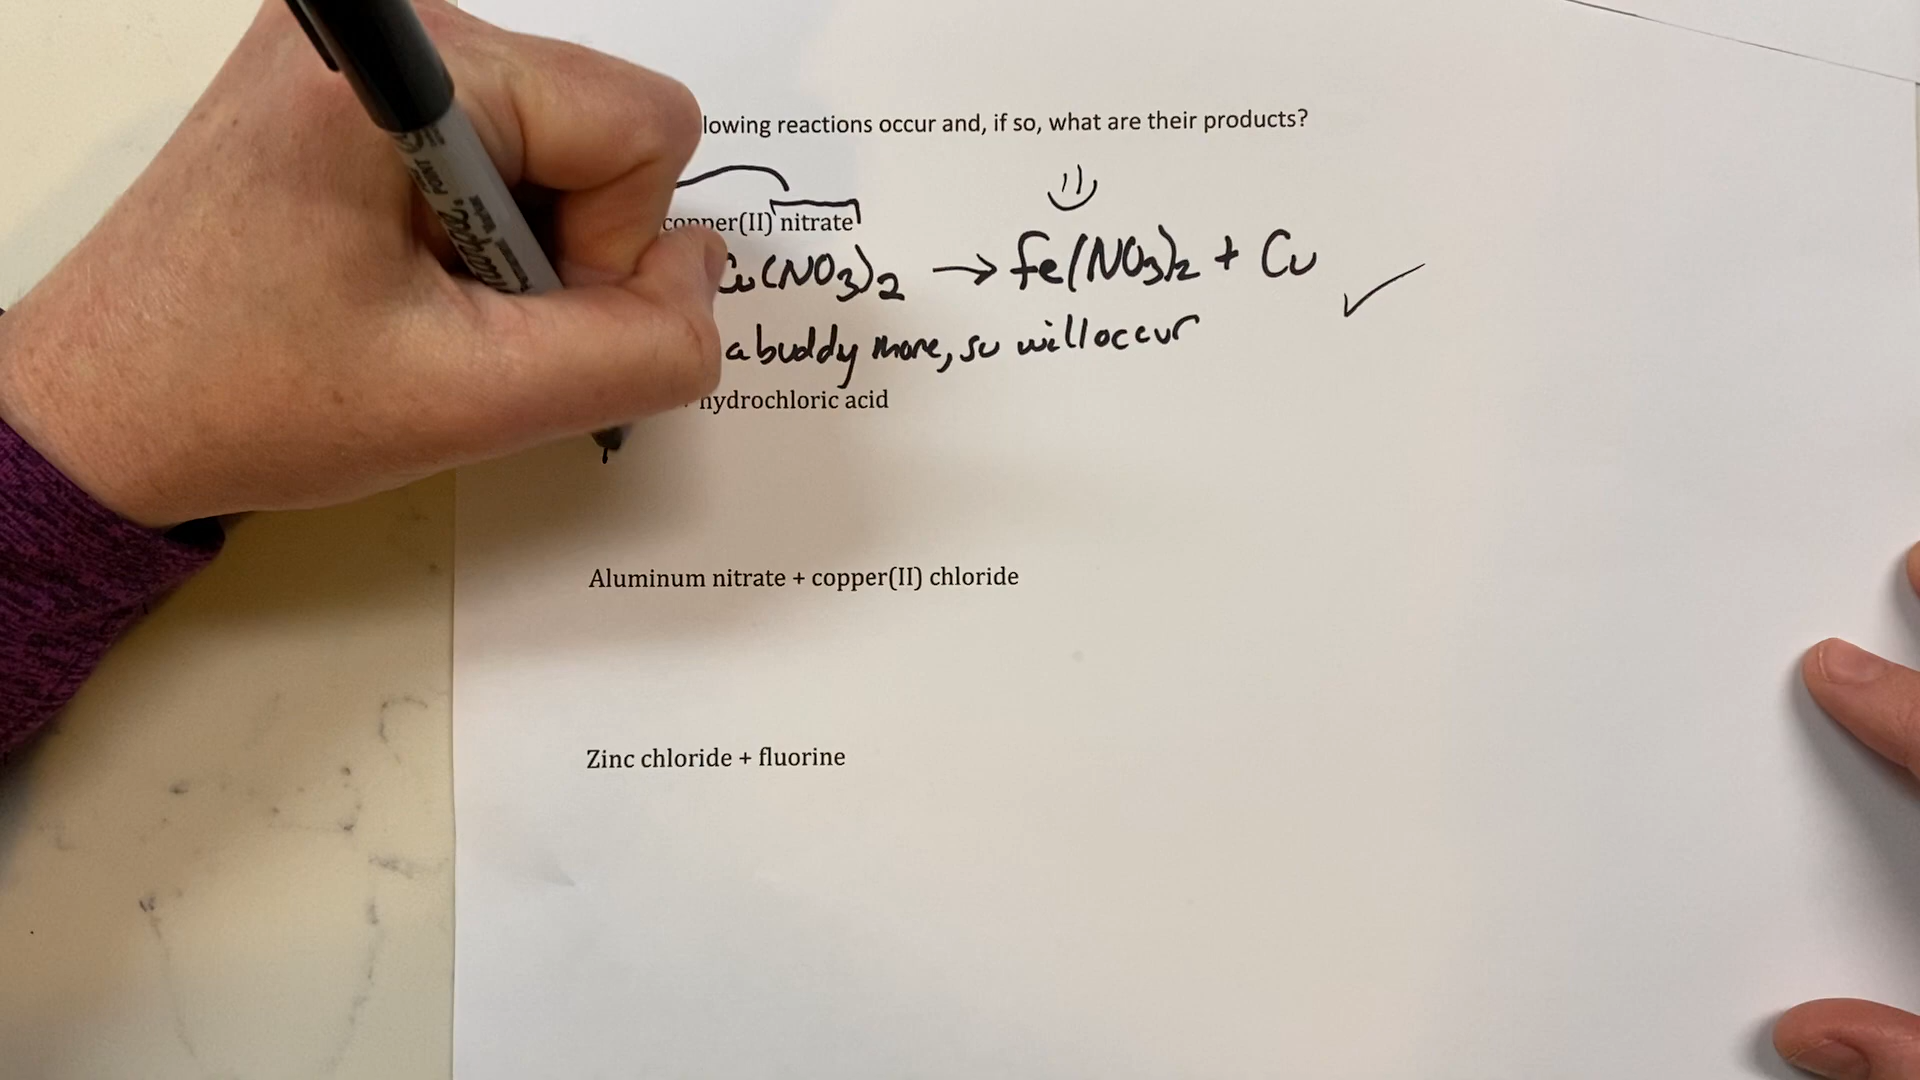 lowing reactions occur and, if so, what are their products?
copper(II) nitrate
Cu(NO3)2 → Fe(NO3)2 + Cu
a buddy more, so will occur
hydrochloric acid
Aluminum nitrate + copper(II) chloride
Zinc chloride + fluorine